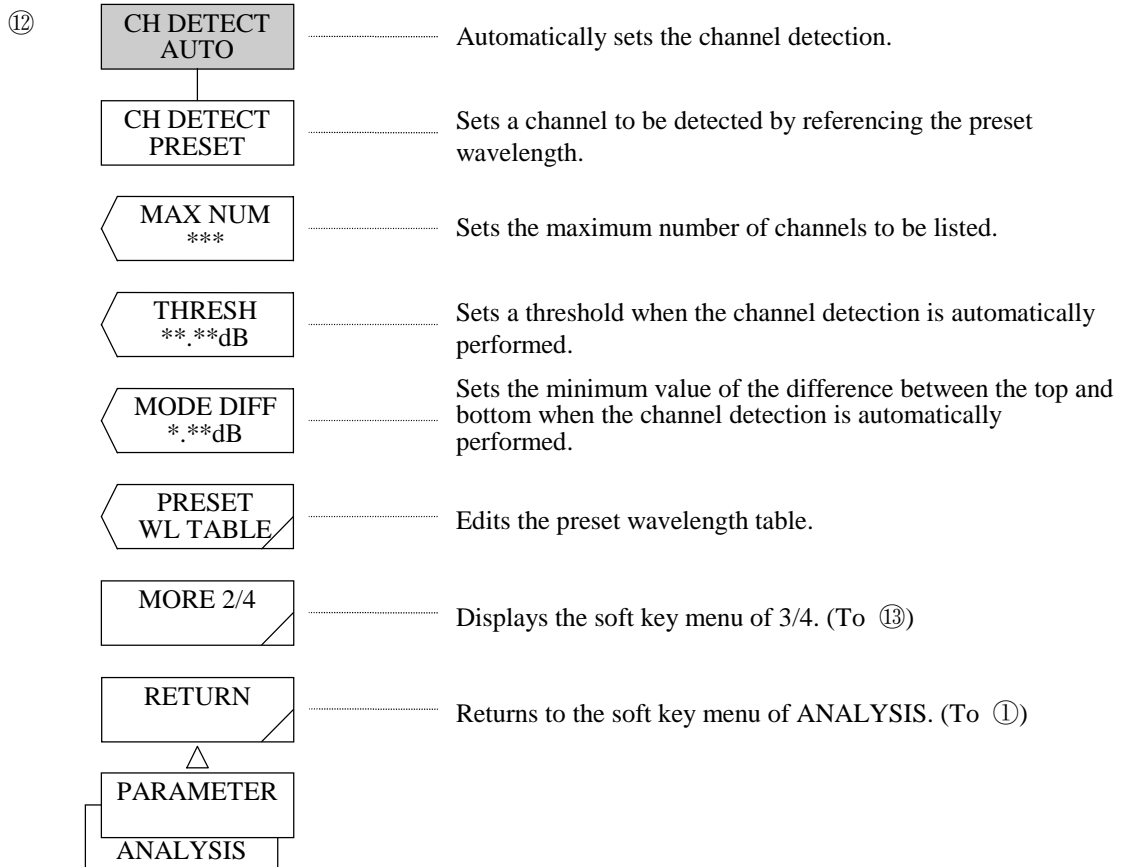 ⑫
CH DETECT
AUTO
Automatically sets the channel detection.
CH DETECT
PRESET
Sets a channel to be detected by referencing the preset
wavelength.
MAX NUM
***
Sets the maximum number of channels to be listed.
THRESH
**.**dB
Sets a threshold when the channel detection is automatically
performed.
MODE DIFF
*.**dB
Sets the minimum value of the difference between the top and
bottom when the channel detection is automatically
performed.
PRESET
WL TABLE
Edits the preset wavelength table.
MORE 2/4
Displays the soft key menu of 3/4. (To ⑬)
RETURN
Returns to the soft key menu of ANALYSIS. (To ①)
PARAMETER
ANALYSIS